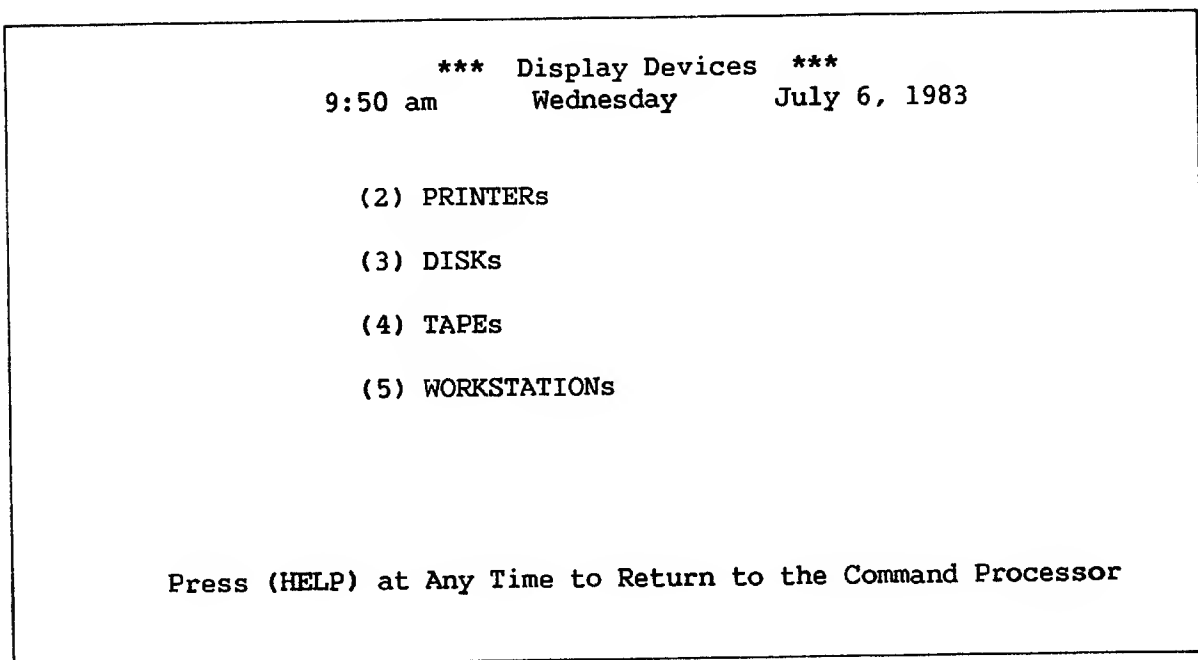 *** Display Devices ***
9:50 am Wednesday July 6, 1983
(2) PRINTERs
(3) DISKs
(4) TAPEs
(5) WORKSTATIONs
Press (HELP) at Any Time to Return to the Command Processor